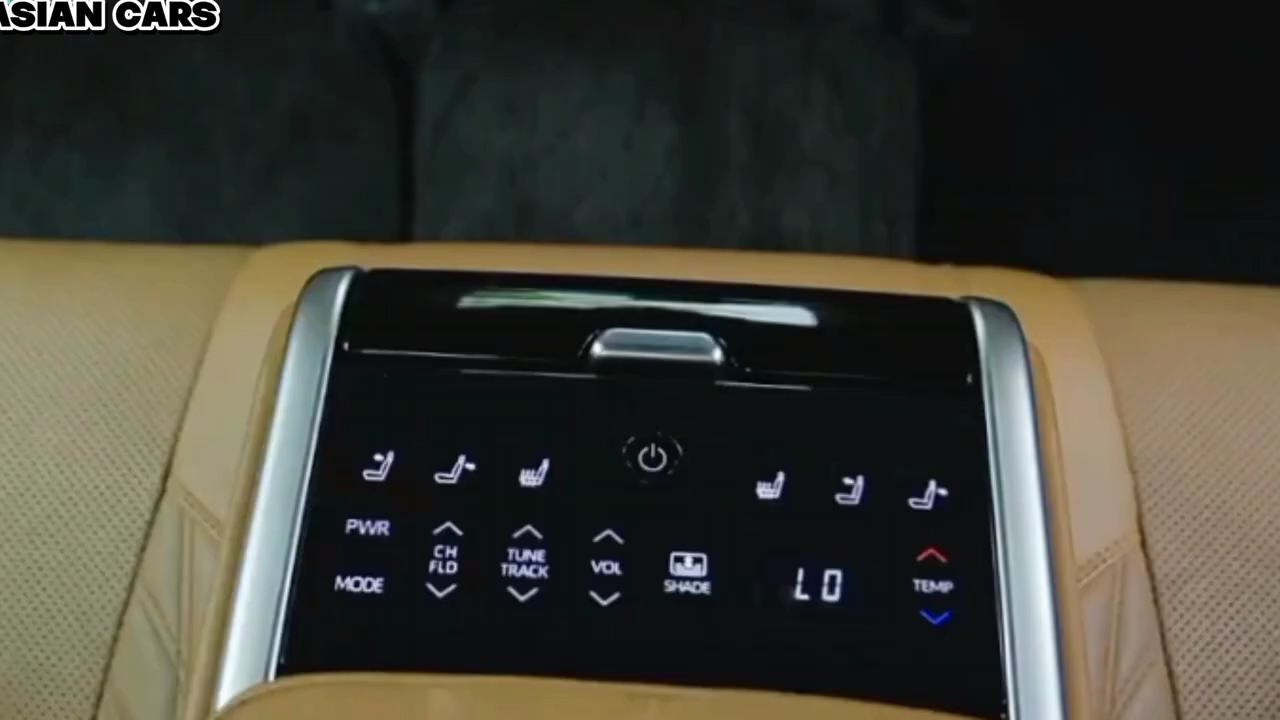 ASIAN CARS
PWR
CH
FLD
TUNE
TRACK
VOL
SHADE
LO
TEMP
MODE